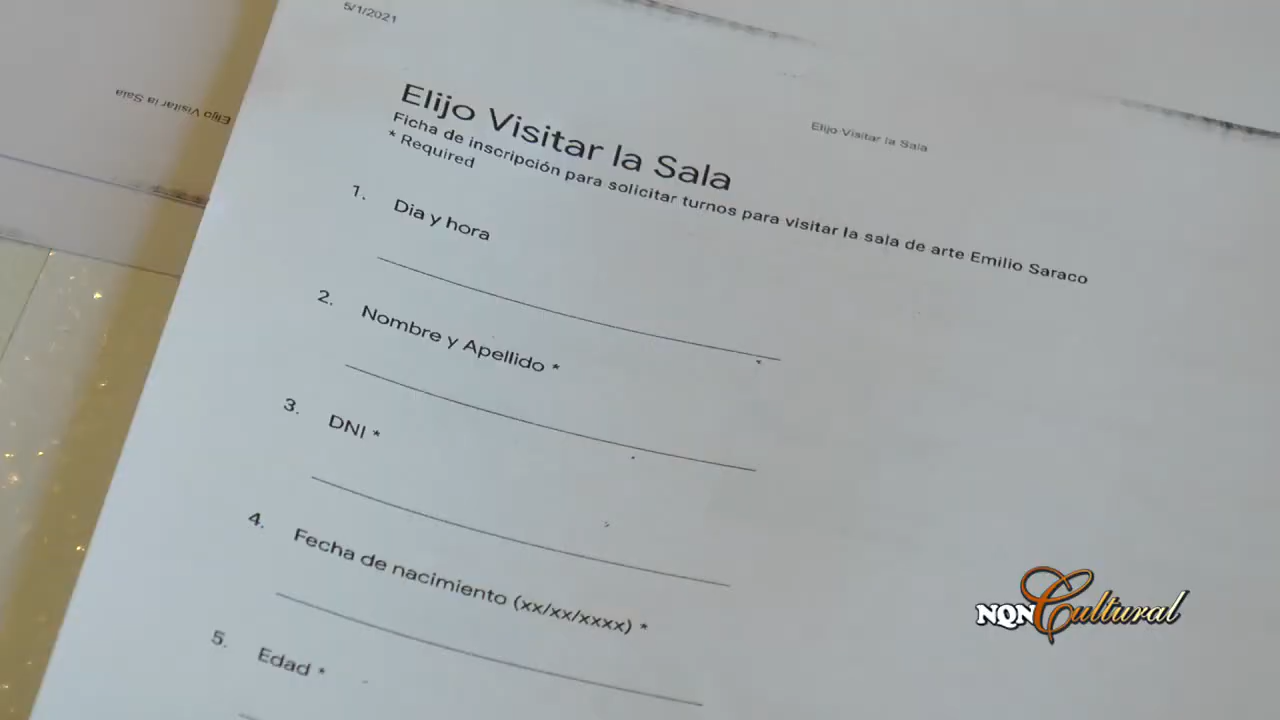 5/1/2021
Elijo Visitar la Sala
Elijo Visitar la Sala
Elijo Visitar la Sala
Ficha de inscripción para solicitar turnos para visitar la sala de arte Emilio Saraco
* Required
1. Dia y hora
2. Nombre y Apellido *
3. DNI *
4. Fecha de nacimiento (xx/xx/xxxx) *
5. Edad *
NQN Cultural